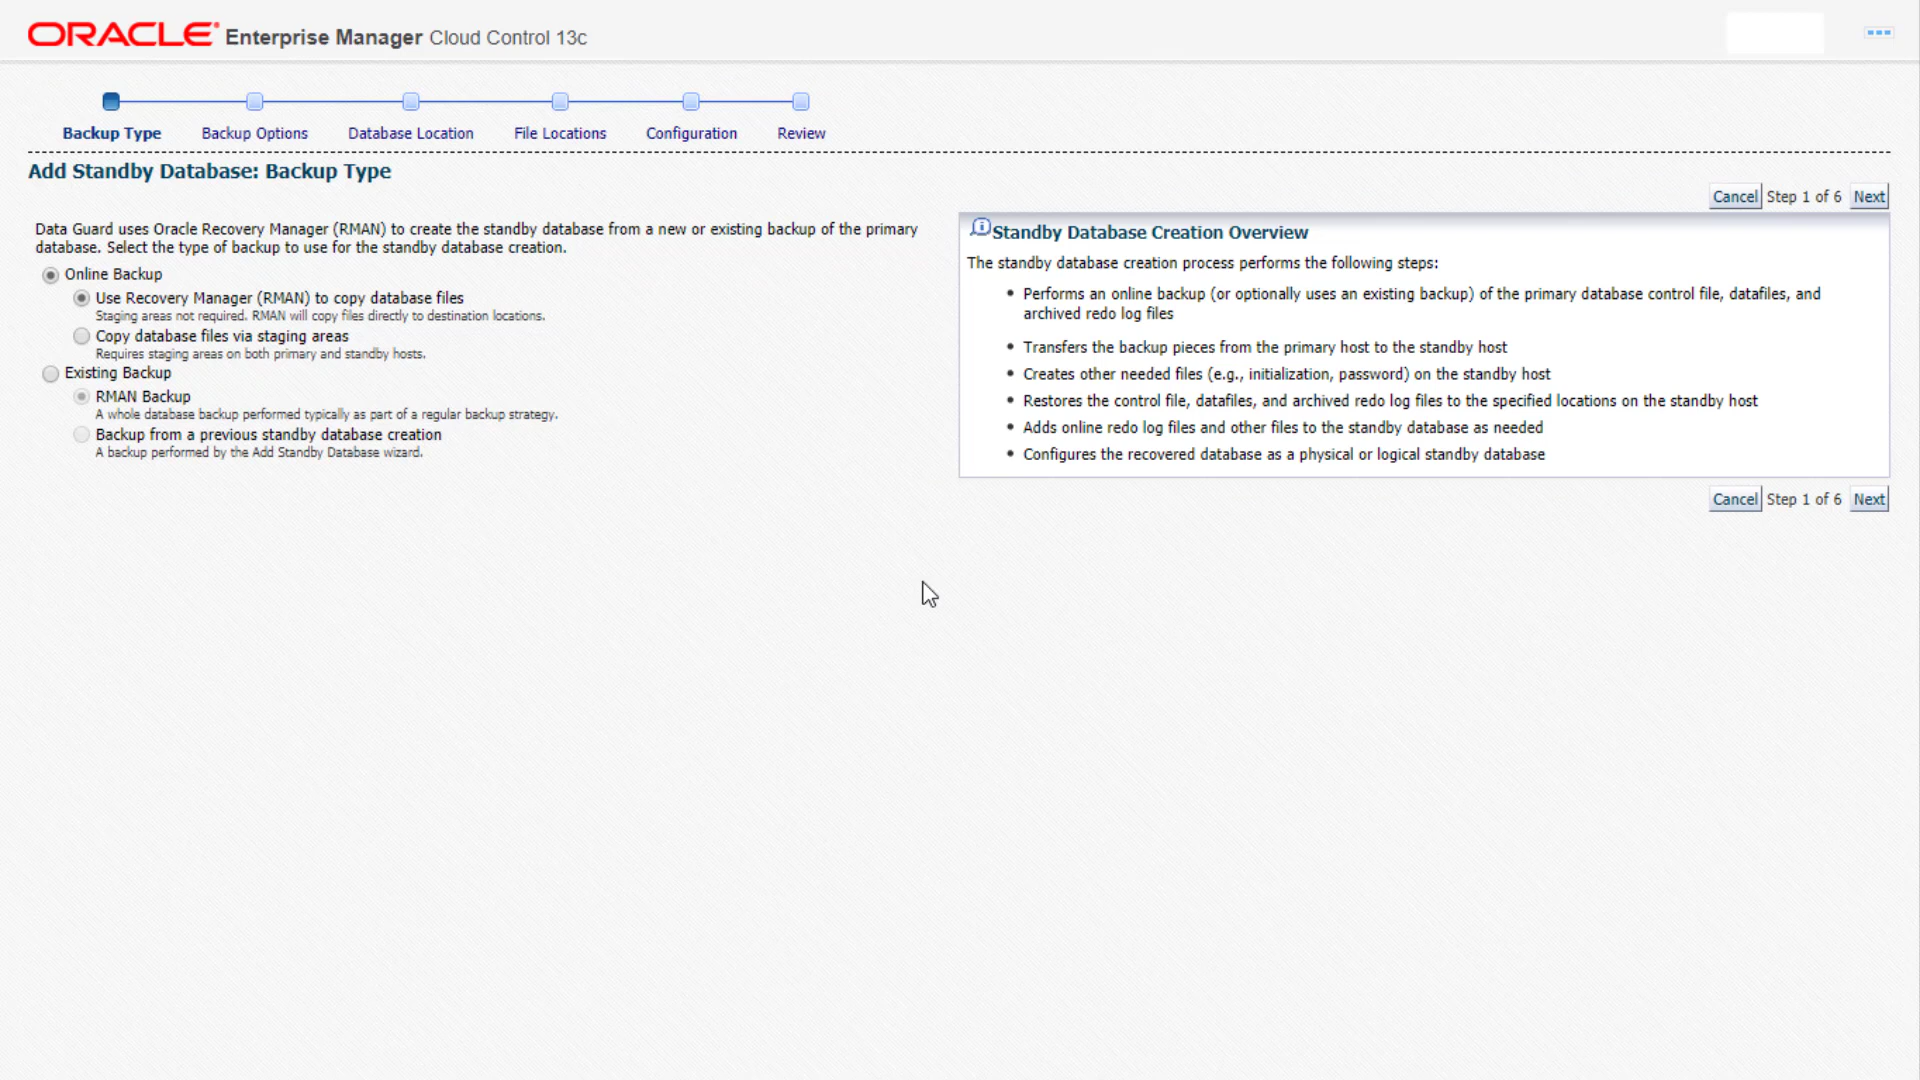 ORACLE Enterprise Manager Cloud Control 13c
Backup Type Backup Options Database Location File Locations Configuration Review
Add Standby Database: Backup Type
Cancel Step 1 of 6 Next
Data Guard uses Oracle Recovery Manager (RMAN) to create the standby database from a new or existing backup of the primary
database. Select the type of backup to use for the standby database creation.
Online Backup
Use Recovery Manager (RMAN) to copy database files
Staging areas not required. RMAN will copy files directly to destination locations.
Copy database files via staging areas
Requires staging areas on both primary and standby hosts.
Existing Backup
RMAN Backup
A whole database backup performed typically as part of a regular backup strategy.
Backup from a previous standby database creation
A backup performed by the Add Standby Database wizard.
Standby Database Creation Overview
The standby database creation process performs the following steps:
• Performs an online backup (or optionally uses an existing backup) of the primary database control file, datafiles, and
archived redo log files
• Transfers the backup pieces from the primary host to the standby host
• Creates other needed files (e.g., initialization, password) on the standby host
• Restores the control file, datafiles, and archived redo log files to the specified locations on the standby host
• Adds online redo log files and other files to the standby database as needed
• Configures the recovered database as a physical or logical standby database
Cancel Step 1 of 6 Next